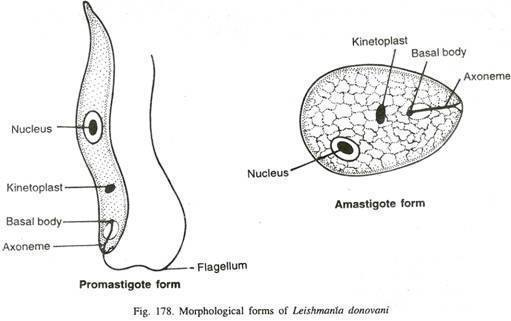 Nucleus
Kinetoplast
Basal body
Axoneme
- Flagellum
Promastigote form
Kinetoplast
Basal body
Axoneme
Nucleus
Amastigote form
Fig. 178. Morphological forms of Leishmania donovani